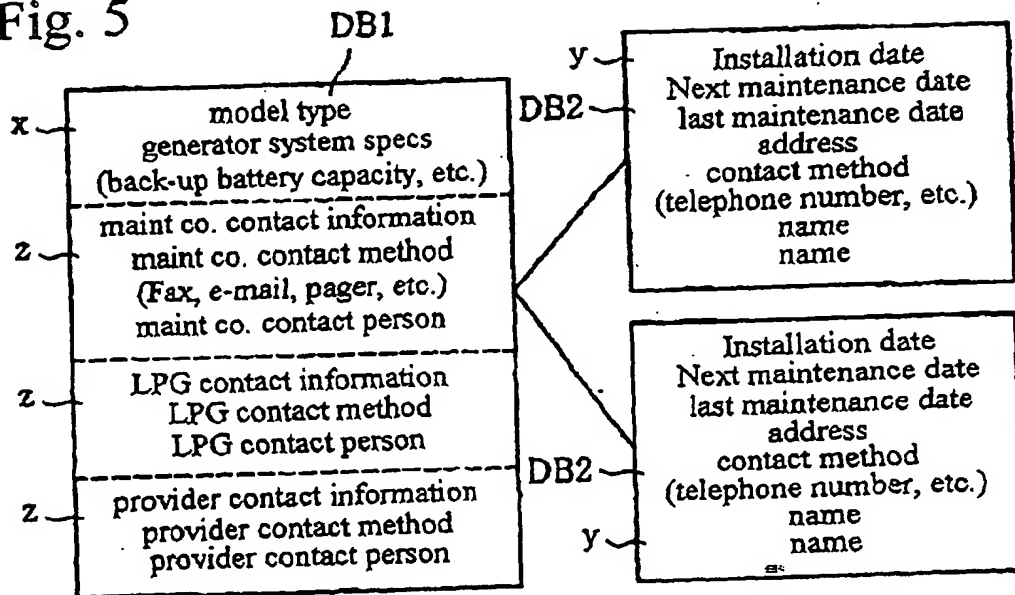 Fig. 5
DB1
x
model type
generator system specs
(back-up battery capacity, etc.)
z
maint co. contact information
maint co. contact method
(Fax, e-mail, pager, etc.)
maint co. contact person
z
LPG contact information
LPG contact method
LPG contact person
z
provider contact information
provider contact method
provider contact person
y
DB2
Installation date
Next maintenance date
last maintenance date
address
contact method
(telephone number, etc.)
name
name
DB2
y
Installation date
Next maintenance date
last maintenance date
address
contact method
(telephone number, etc.)
name
name